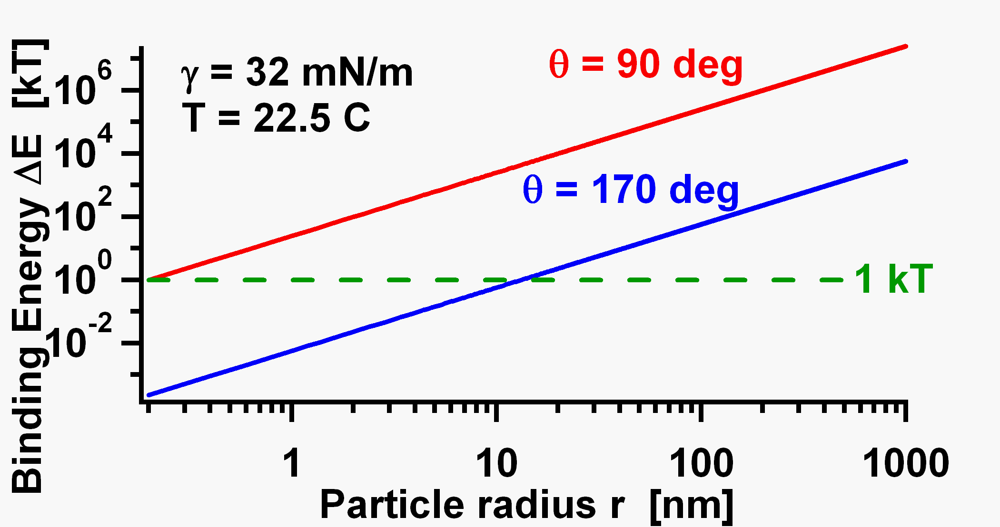 Binding Energy ΔE [kT]
10^6
10^4
10^2
10^0
10^-2
γ = 32 mN/m
T = 22.5 C
θ = 90 deg
θ = 170 deg
1 kT
1 10 100 1000
Particle radius r [nm]